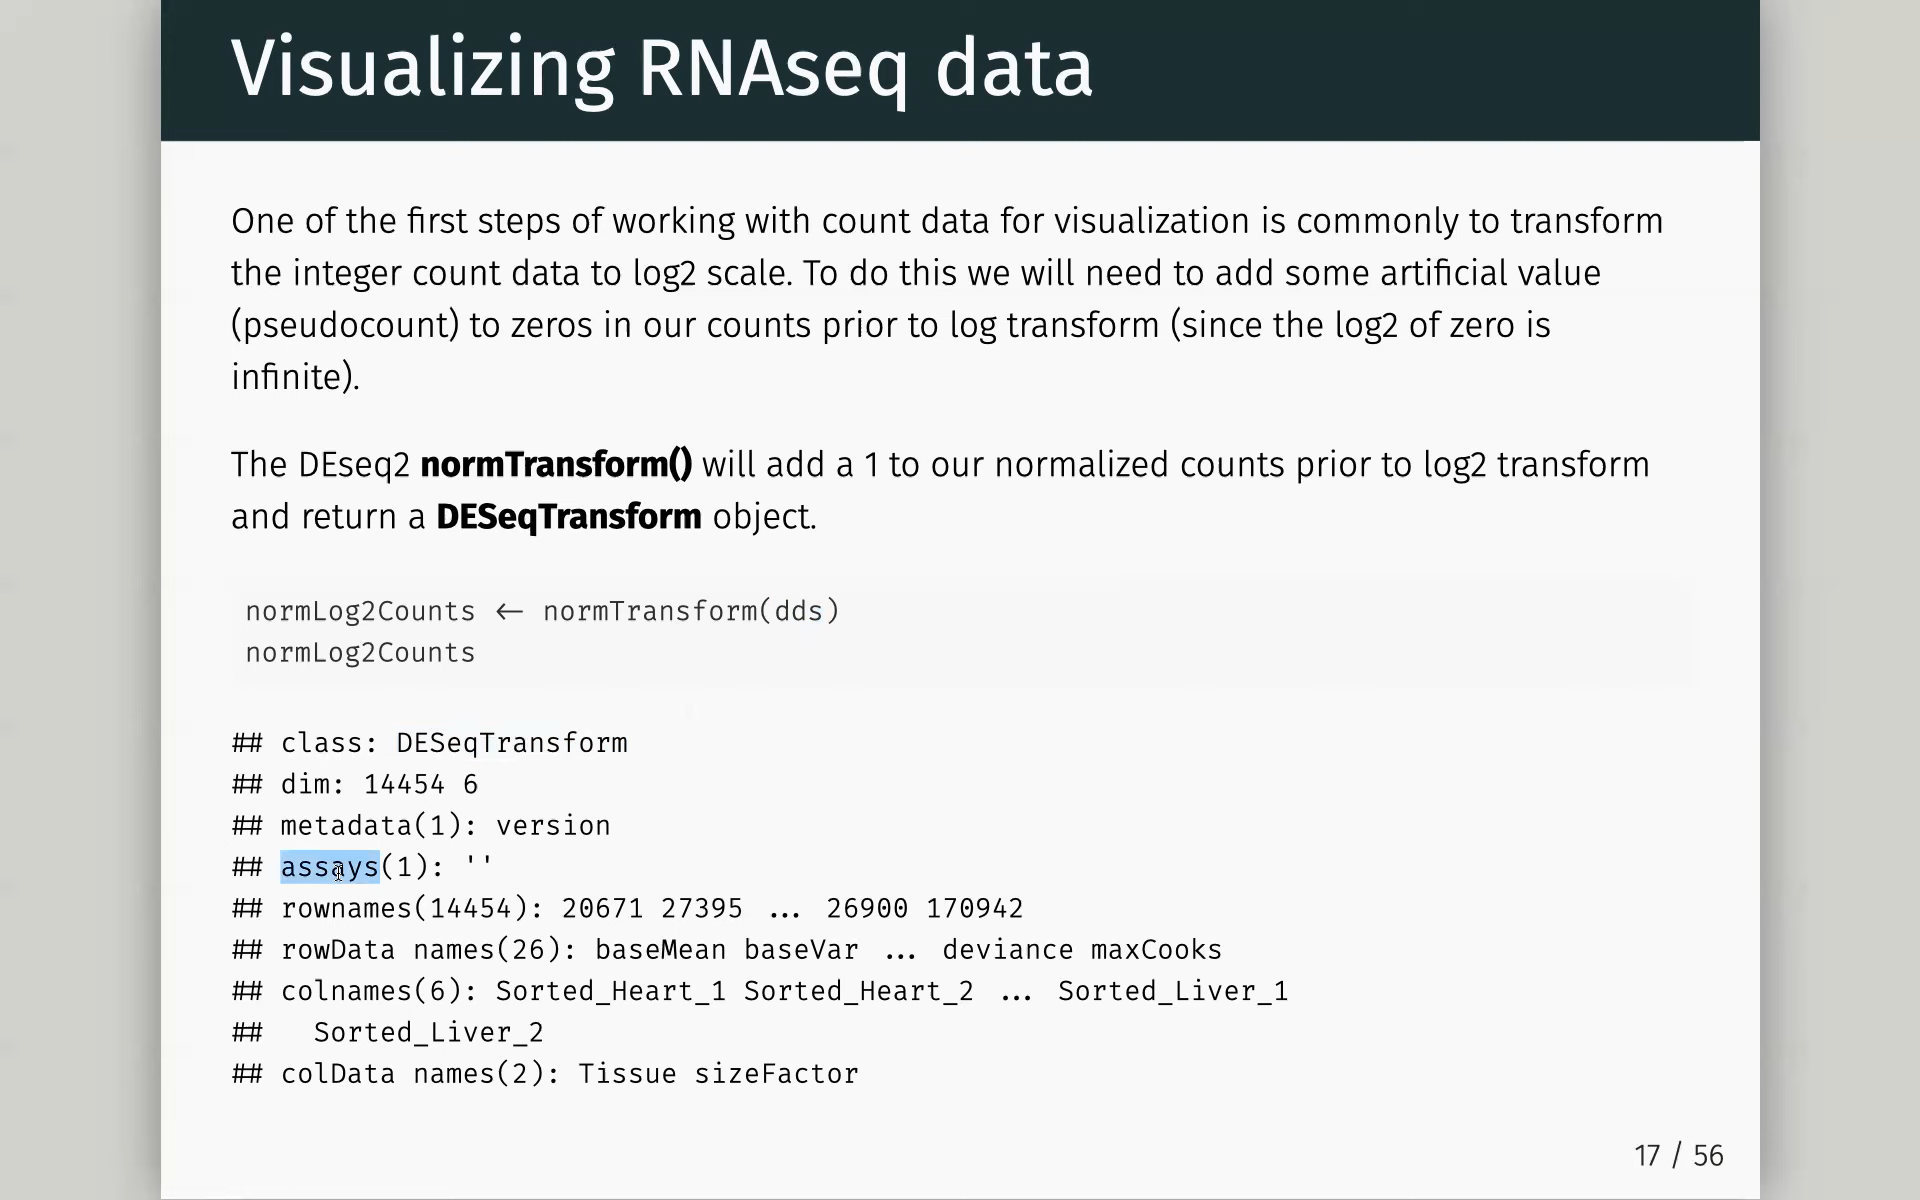 Visualizing RNAseq data
One of the first steps of working with count data for visualization is commonly to transform
the integer count data to log2 scale. To do this we will need to add some artificial value
(pseudocount) to zeros in our counts prior to log transform (since the log2 of zero is
infinite).
The DEseq2 normTransform() will add a 1 to our normalized counts prior to log2 transform
and return a DESeqTransform object.
normLog2Counts <- normTransform(dds)
normLog2Counts
## class: DESeqTransform
## dim: 14454 6
## metadata(1): version
## assays(1): ''
## rownames(14454): 20671 27395 ... 26900 170942
## rowData names(26): baseMean baseVar ... deviance maxCooks
## colnames(6): Sorted_Heart_1 Sorted_Heart_2 ... Sorted_Liver_1
##   Sorted_Liver_2
## colData names(2): Tissue sizeFactor
17 / 56